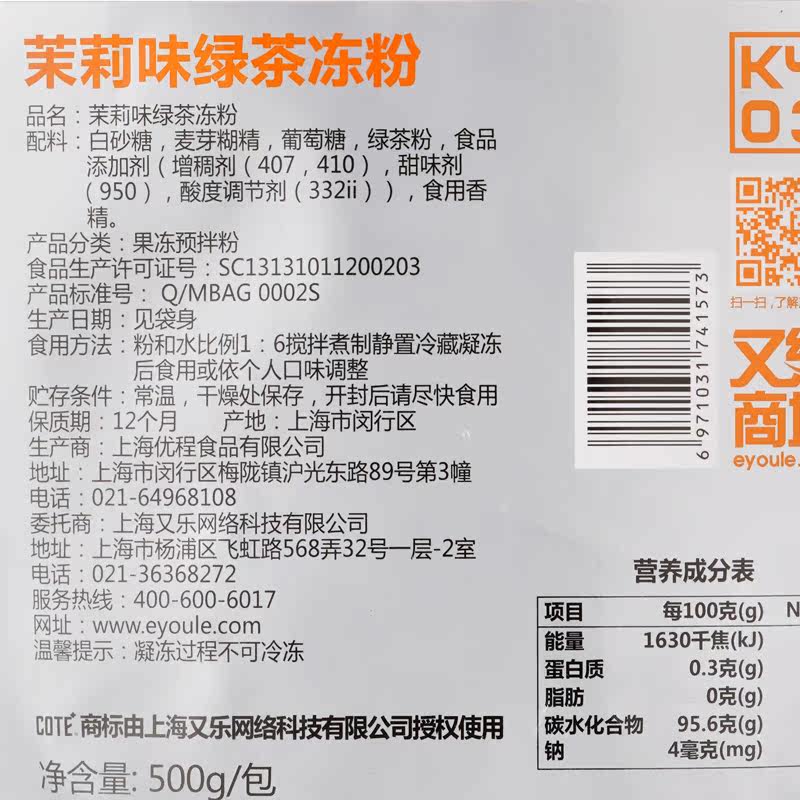 茉莉味绿茶冻粉
品名：茉莉味绿茶冻粉
配料：白砂糖，麦芽糊精，葡萄糖，绿茶粉，食品
添加剂（增稠剂（407，410），甜味剂
（950），酸度调节剂（332ii）），食用香
精。
产品分类：果冻预拌粉
食品生产许可证号：SC13131011200203
产品标准号： Q/MBAG 0002S
生产日期：见袋身
食用方法：粉和水比例1：6搅拌煮制静置冷藏凝冻
后食用或依个人口味调整
贮存条件：常温，干燥处保存，开封后请尽快食用
保质期：12个月 产地：上海市闵行区
生产商：上海优程食品有限公司
地址：上海市闵行区梅陇镇沪光东路89号第3幢
电话：021-64968108
委托商：上海又乐网络科技有限公司
地址：上海市杨浦区飞虹路568弄32号一层-2室
电话：021-36368272
服务热线：400-600-6017
网址：www.eyoule.com
温馨提示：凝冻过程不可冷冻
COTE 商标由上海又乐网络科技有限公司授权使用
净含量: 500g/包
K
03
扫一扫,了解
又
商
eyoule.
6 971031 741573
营养成分表
项目 每100克(g) N
能量 1630千焦(kJ)
蛋白质 0.3克(g)
脂肪 0克(g)
碳水化合物 95.6克(g)
钠 4毫克(mg)